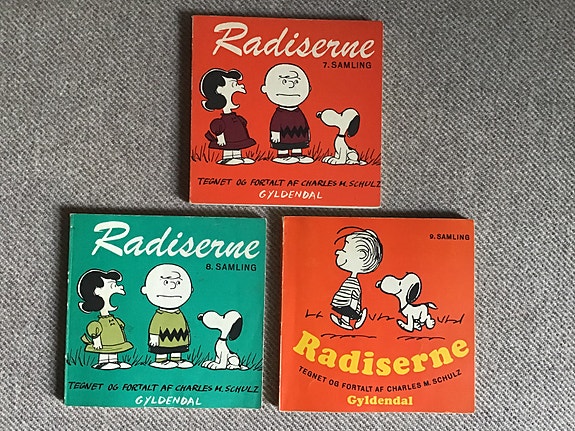 Radiserne
7. SAMLING
TEGNET OG FORTALT AF CHARLES M. SCHULZ
GYLDENDAL
Radiserne
8. SAMLING
TEGNET OG FORTALT AF CHARLES M. SCHULZ
GYLDENDAL
9. SAMLING
Radiserne
TEGNET OG FORTALT AF CHARLES M. SCHULZ
Gyldendal